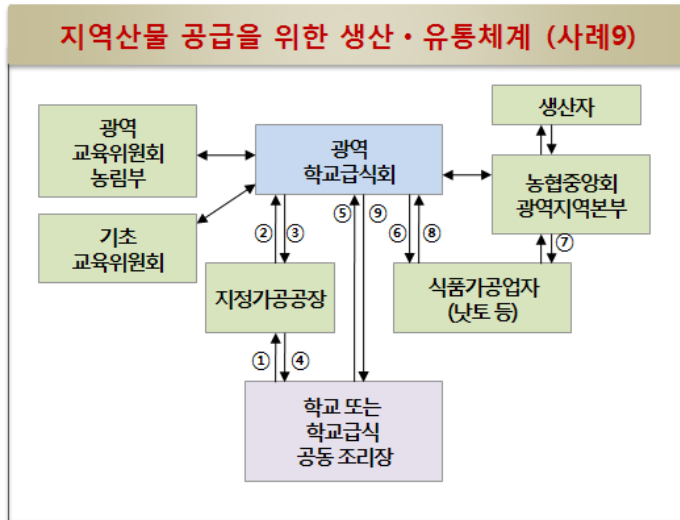 지역산물 공급을 위한 생산・유통체계 (사례9)
생산자
광역
교육위원회
농림부
광역
학교급식회
농협중앙회
광역지역본부
기초
교육위원회
②
③
⑤
⑨
⑥
⑧
⑦
지정가공공장
식품가공업자
(낫토 등)
①
④
학교 또는
학교급식
공동 조리장